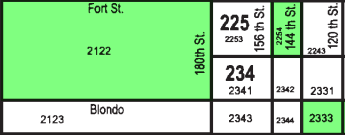 Fort St.
2122
180th St.
225
2253
156 th St.
2254
144 th St.
2243
120 th St.
234
2341
2342
2331
Blondo
2123
2343
2344
2333